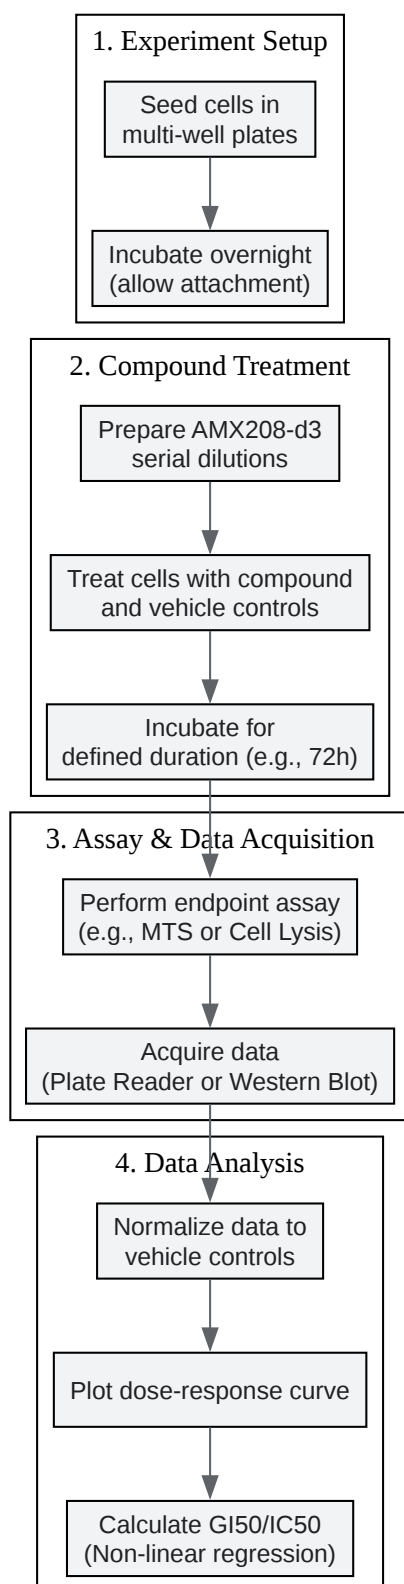 1. Experiment Setup
Seed cells in
multi-well plates
Incubate overnight
(allow attachment)
2. Compound Treatment
Prepare AMX208-d3
serial dilutions
Treat cells with compound
and vehicle controls
Incubate for
defined duration (e.g., 72h)
3. Assay & Data Acquisition
Perform endpoint assay
(e.g., MTS or Cell Lysis)
Acquire data
(Plate Reader or Western Blot)
4. Data Analysis
Normalize data to
vehicle controls
Plot dose-response curve
Calculate GI50/IC50
(Non-linear regression)